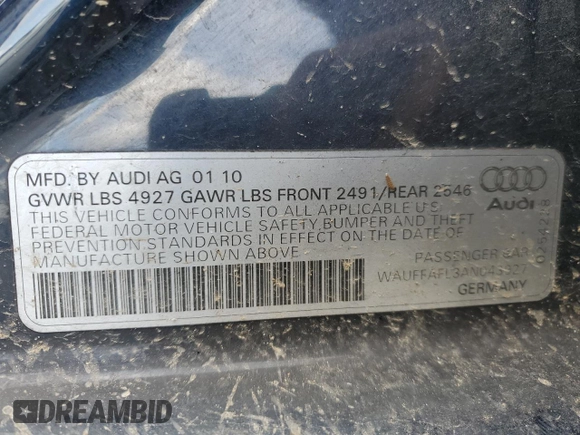 MFD. BY AUDI AG 01 10
GVWR LBS 4927 GAWR LBS FRONT 2491/REAR 2546
THIS VEHICLE CONFORMS TO ALL APPLICABLE U.S
FEDERAL MOTOR VEHICLE SAFETY, BUMPER AND THEFT
PREVENTION STANDARDS IN EFFECT ON THE DATE OF
MANUFACTURE SHOWN ABOVE
Audi
PASSSNGER
GERMANY
DREAMBID